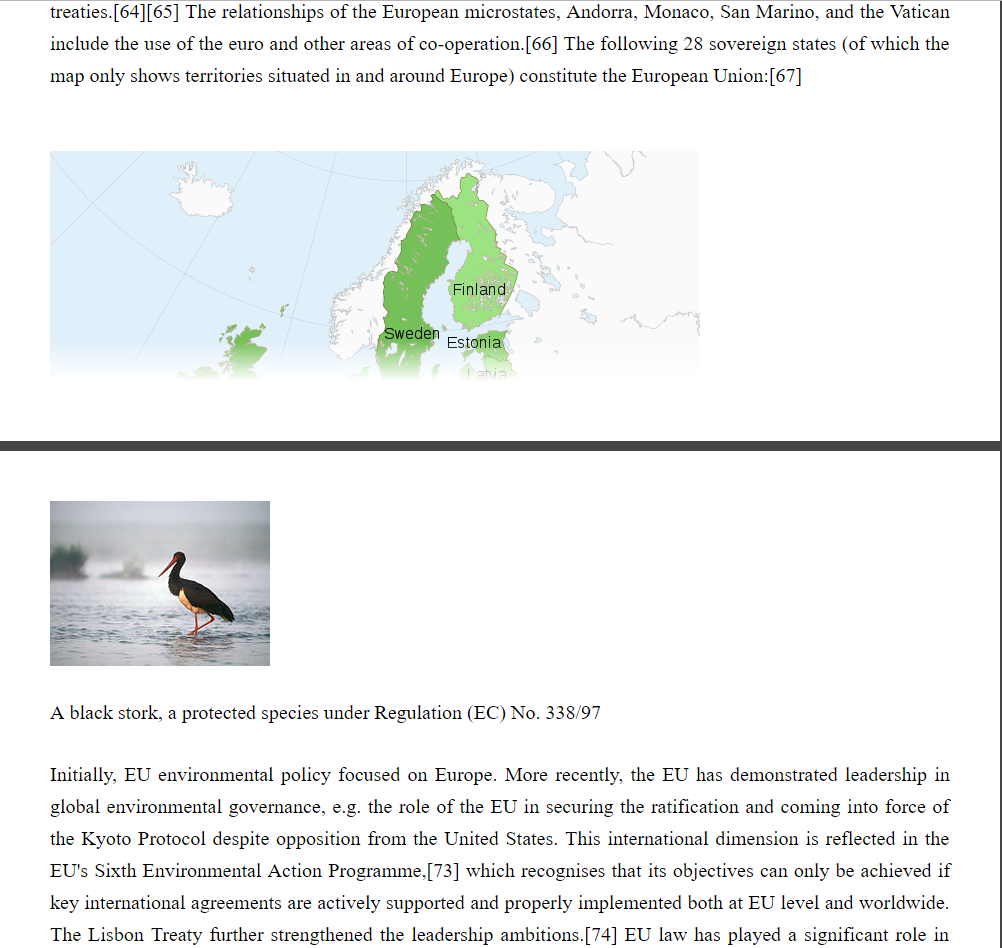 treaties.[64][65] The relationships of the European microstates, Andorra, Monaco, San Marino, and the Vatican
include the use of the euro and other areas of co-operation.[66] The following 28 sovereign states (of which the
map only shows territories situated in and around Europe) constitute the European Union:[67]
Finland
Sweden
Estonia
Latvia
A black stork, a protected species under Regulation (EC) No. 338/97
Initially, EU environmental policy focused on Europe. More recently, the EU has demonstrated leadership in
global environmental governance, e.g. the role of the EU in securing the ratification and coming into force of
the Kyoto Protocol despite opposition from the United States. This international dimension is reflected in the
EU's Sixth Environmental Action Programme,[73] which recognises that its objectives can only be achieved if
key international agreements are actively supported and properly implemented both at EU level and worldwide.
The Lisbon Treaty further strengthened the leadership ambitions.[74] EU law has played a significant role in